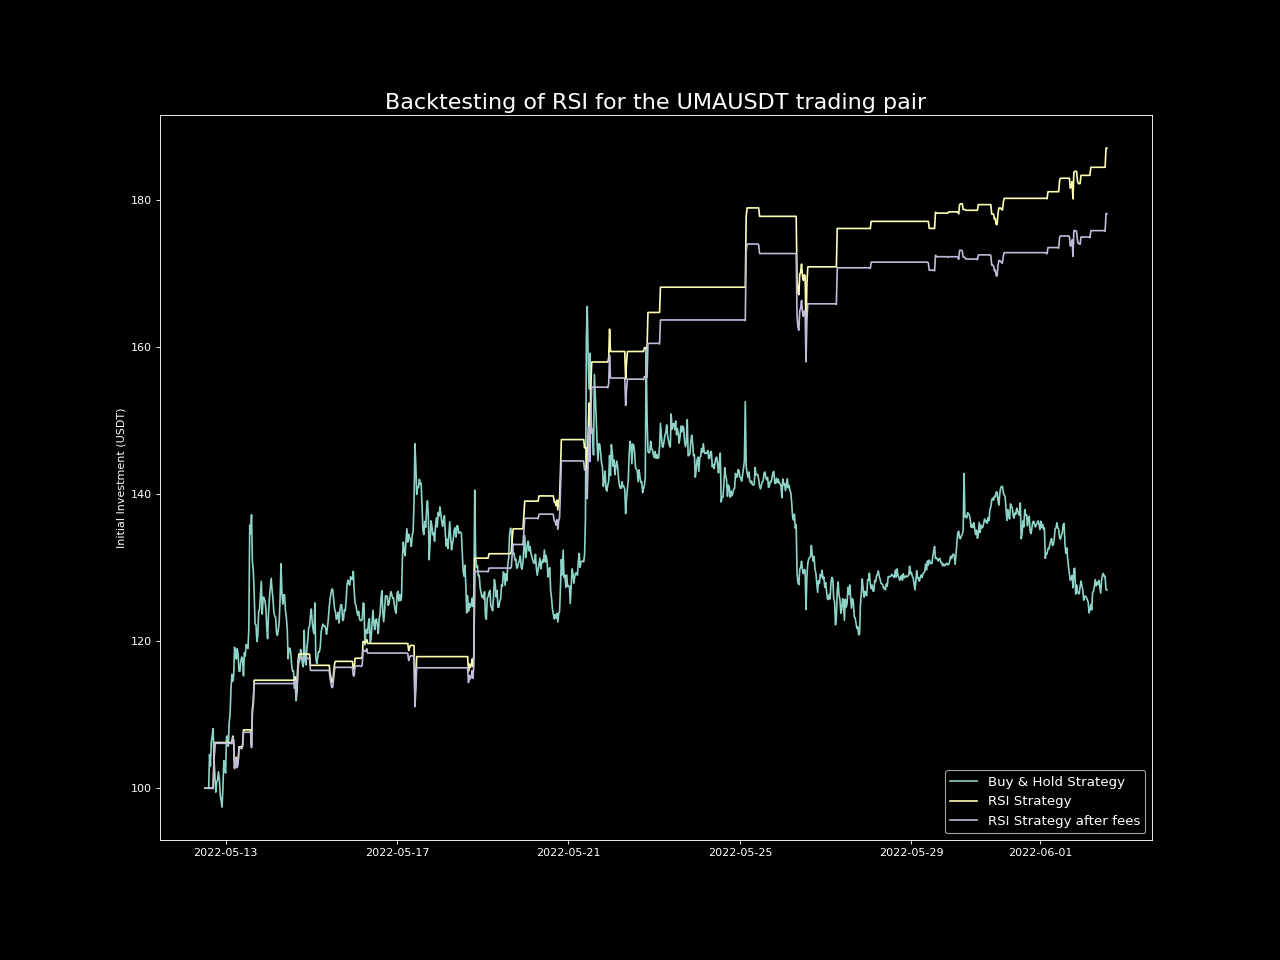 Backtesting of RSI for the UMAUSDT trading pair
180
160
140
120
100
Initial Investment (USDT)
2022-05-13
2022-05-17
2022-05-21
2022-05-25
2022-05-29
2022-06-01
Buy & Hold Strategy
RSI Strategy
RSI Strategy after fees